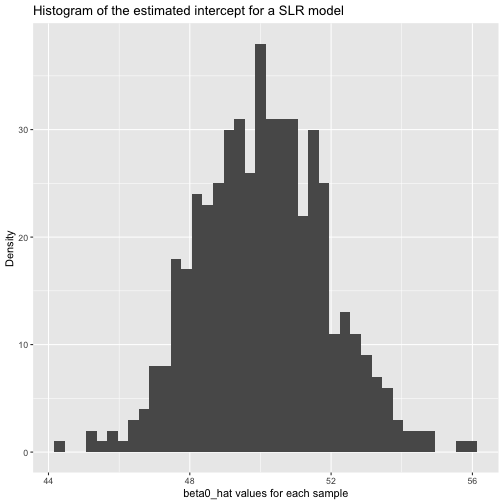 Histogram of the estimated intercept for a SLR model
30
20
10
0
Density
44
48
52
56
beta0_hat values for each sample